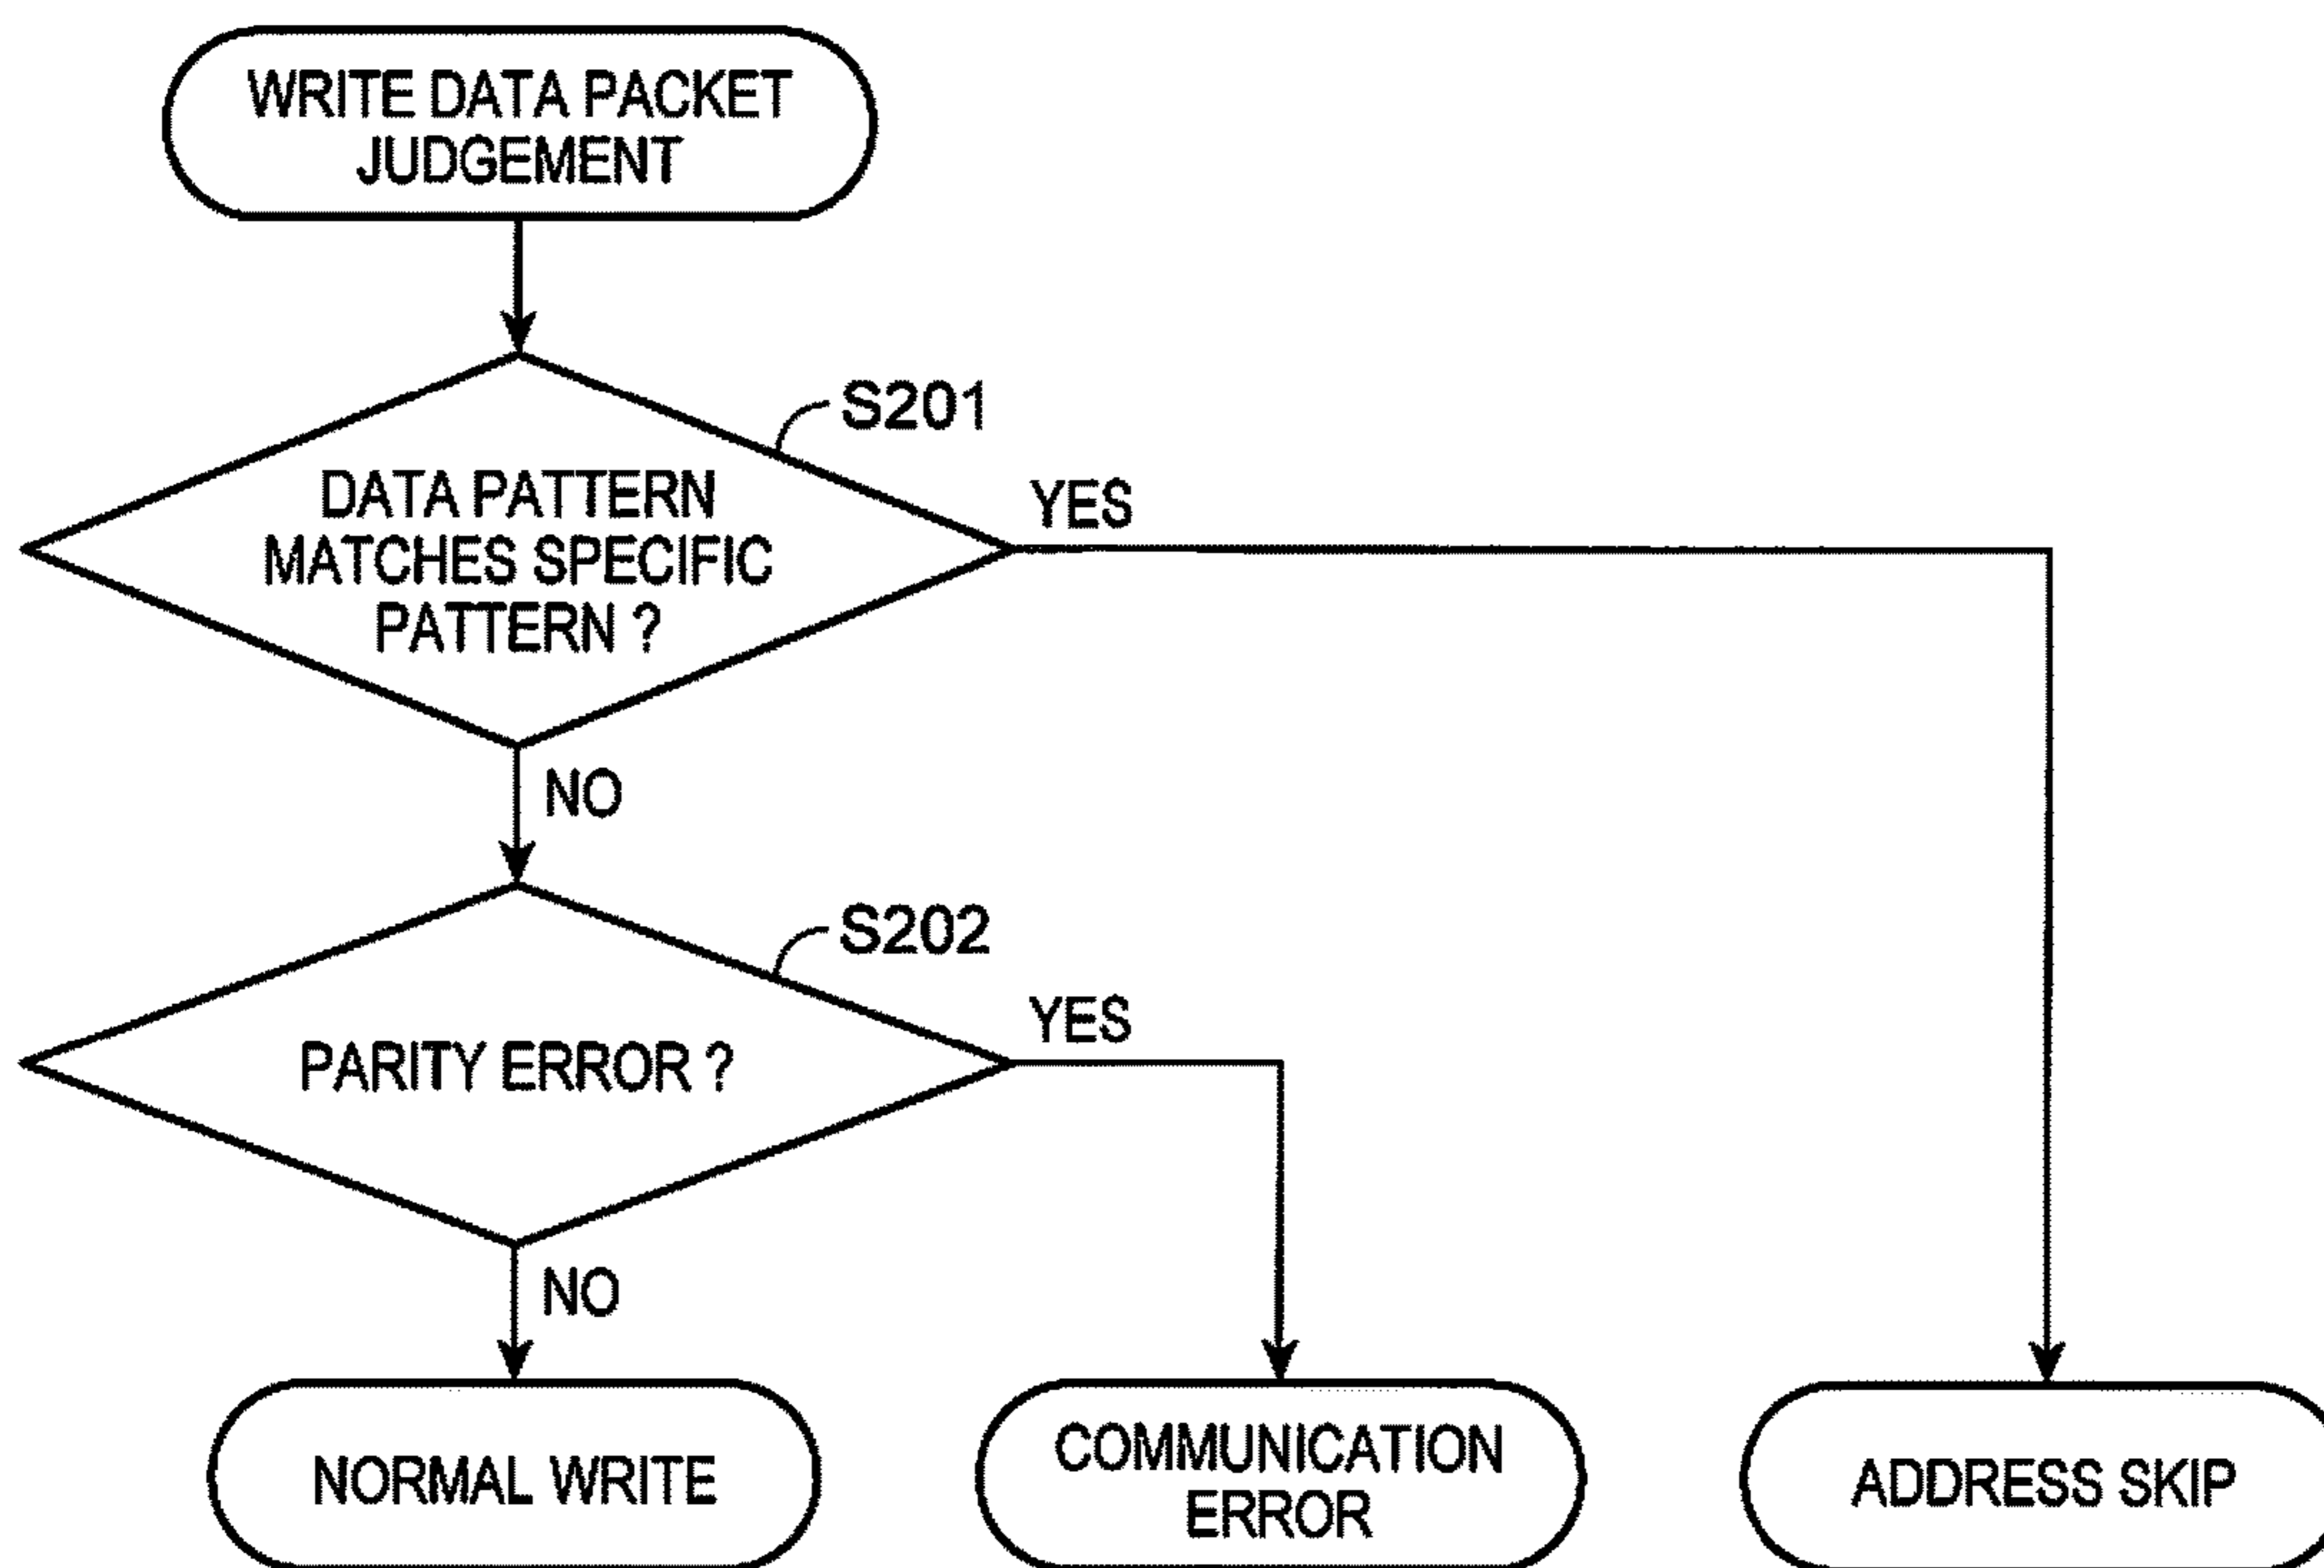 WRITE DATA PACKET
JUDGEMENT
S201
DATA PATTERN
MATCHES SPECIFIC
PATTERN ?
YES
NO
S202
PARITY ERROR ?
YES
NO
NORMAL WRITE
COMMUNICATION
ERROR
ADDRESS SKIP